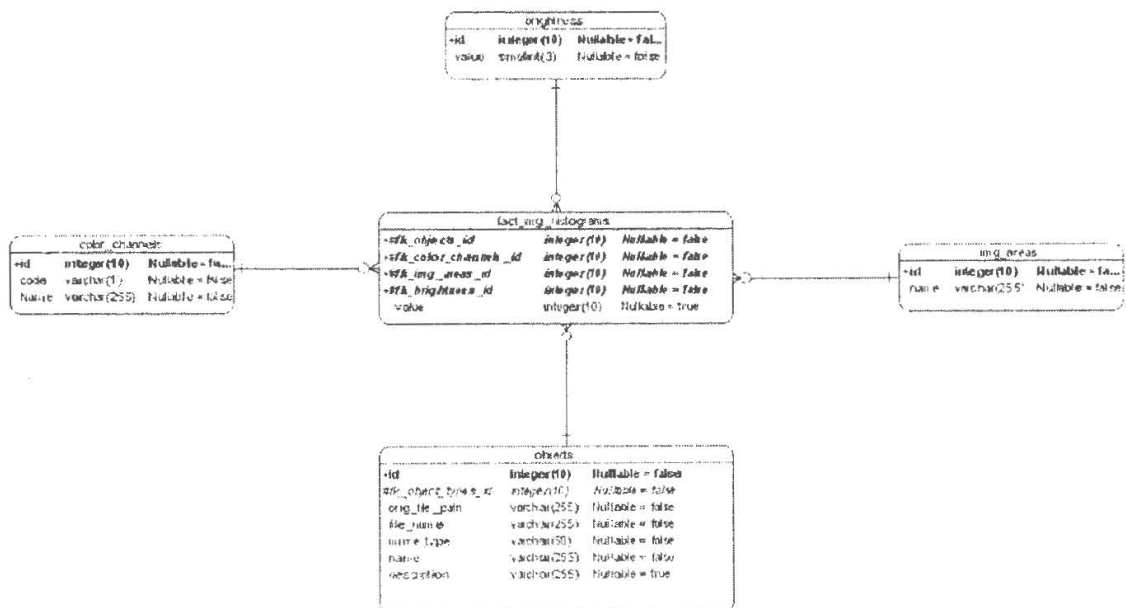 brightness
+id integer(10) Nullable = fal...
value smallint(3) Nullable = false
fact_img_histograms
+#fk_objects_id integer(10) Nullable = false
+#fk_color_channels_id integer(10) Nullable = false
+#fk_img_areas_id integer(10) Nullable = false
+#fk_brightness_id integer(10) Nullable = false
value integer(10) Nullable = true
color_channels
+id integer(10) Nullable = fa...
code varchar(1) Nullable = false
Name varchar(255) Nullable = false
img_areas
+id integer(10) Nullable = fa...
name varchar(255) Nullable = false
objects
+id integer(10) Nullable = false
#fk_object_types_id integer(10) Nullable = false
orig_file_path varchar(255) Nullable = false
file_name varchar(255) Nullable = false
mime_type varchar(50) Nullable = false
name varchar(255) Nullable = false
description varchar(255) Nullable = true